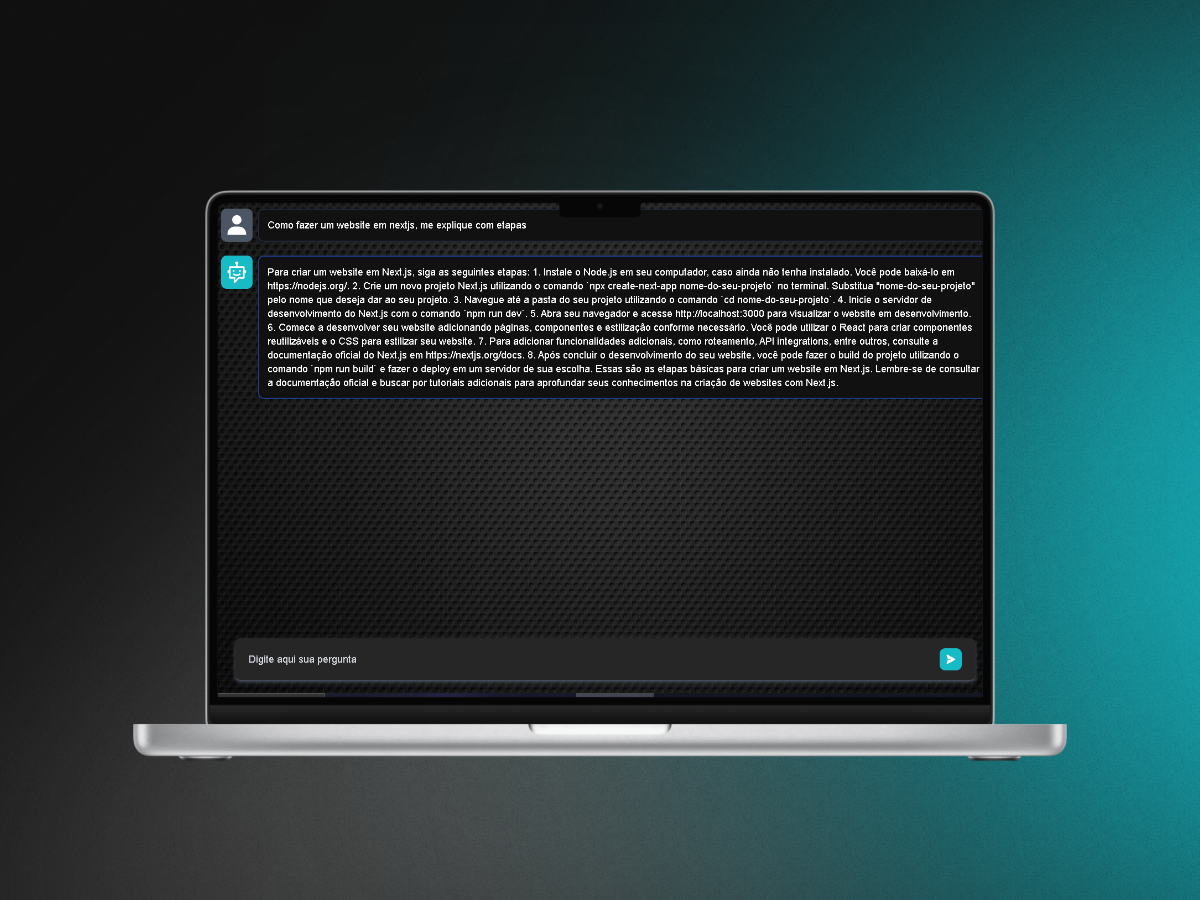 Como fazer um website em nextjs, me explique com etapas
Para criar um website em Next.js, siga as seguintes etapas: 1. Instale o Node.js em seu computador, caso ainda não tenha instalado. Você pode baixá-lo em
https://nodejs.org/. 2. Crie um novo projeto Next.js utilizando o comando `npx create-next-app nome-do-seu-projeto` no terminal. Substitua "nome-do-seu-projeto"
pelo nome que deseja dar ao seu projeto. 3. Navegue até a pasta do seu projeto utilizando o comando `cd nome-do-seu-projeto`. 4. Inicie o servidor de
desenvolvimento do Next.js com o comando `npm run dev`. 5. Abra seu navegador e acesse http://localhost:3000 para visualizar o website em desenvolvimento.
6. Comece a desenvolver seu website adicionando páginas, componentes e estilização conforme necessário. Você pode utilizar o React para criar componentes
reutilizáveis e o CSS para estilizar seu website. 7. Para adicionar funcionalidades adicionais, como roteamento, API integrations, entre outros, consulte a
documentação oficial do Next.js em https://nextjs.org/docs. 8. Após concluir o desenvolvimento do seu website, você pode fazer o build do projeto utilizando o
comando `npm run build` e fazer o deploy em um servidor de sua escolha. Essas são as etapas básicas para criar um website em Next.js. Lembre-se de consultar
a documentação oficial e buscar por tutoriais adicionais para aprofundar seus conhecimentos na criação de websites com Next.js.
Digite aqui sua pergunta